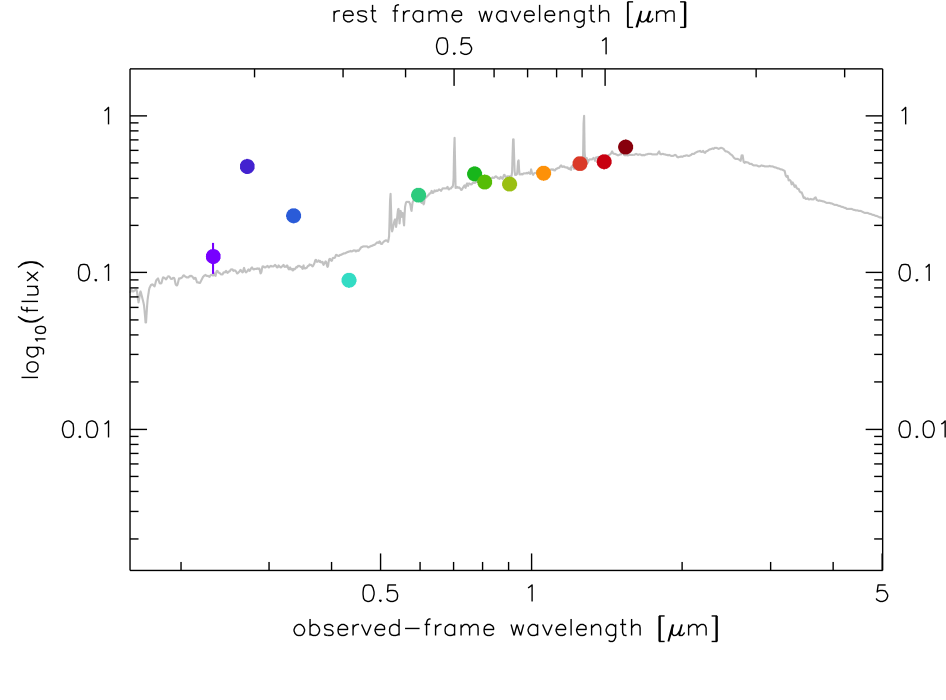 rest frame wavelength [μm]
0.5 1
1 1
0.1 0.1
0.01 0.01
log10(flux)
0.5 1 5
observed-frame wavelength [μm]